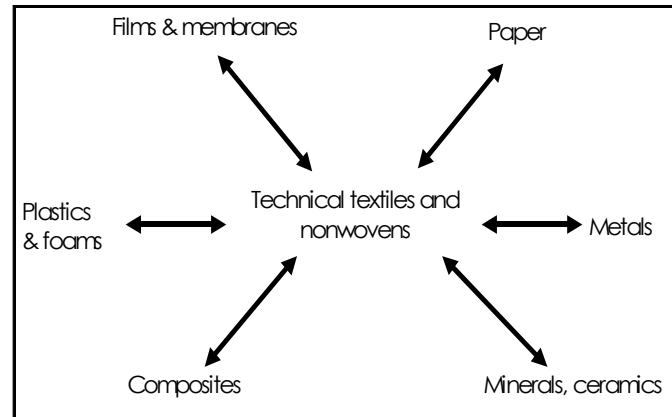 Films & membranes
Paper
Technical textiles and
nonwovens
Plastics
& foams
Metals
Composites
Minerals, ceramics